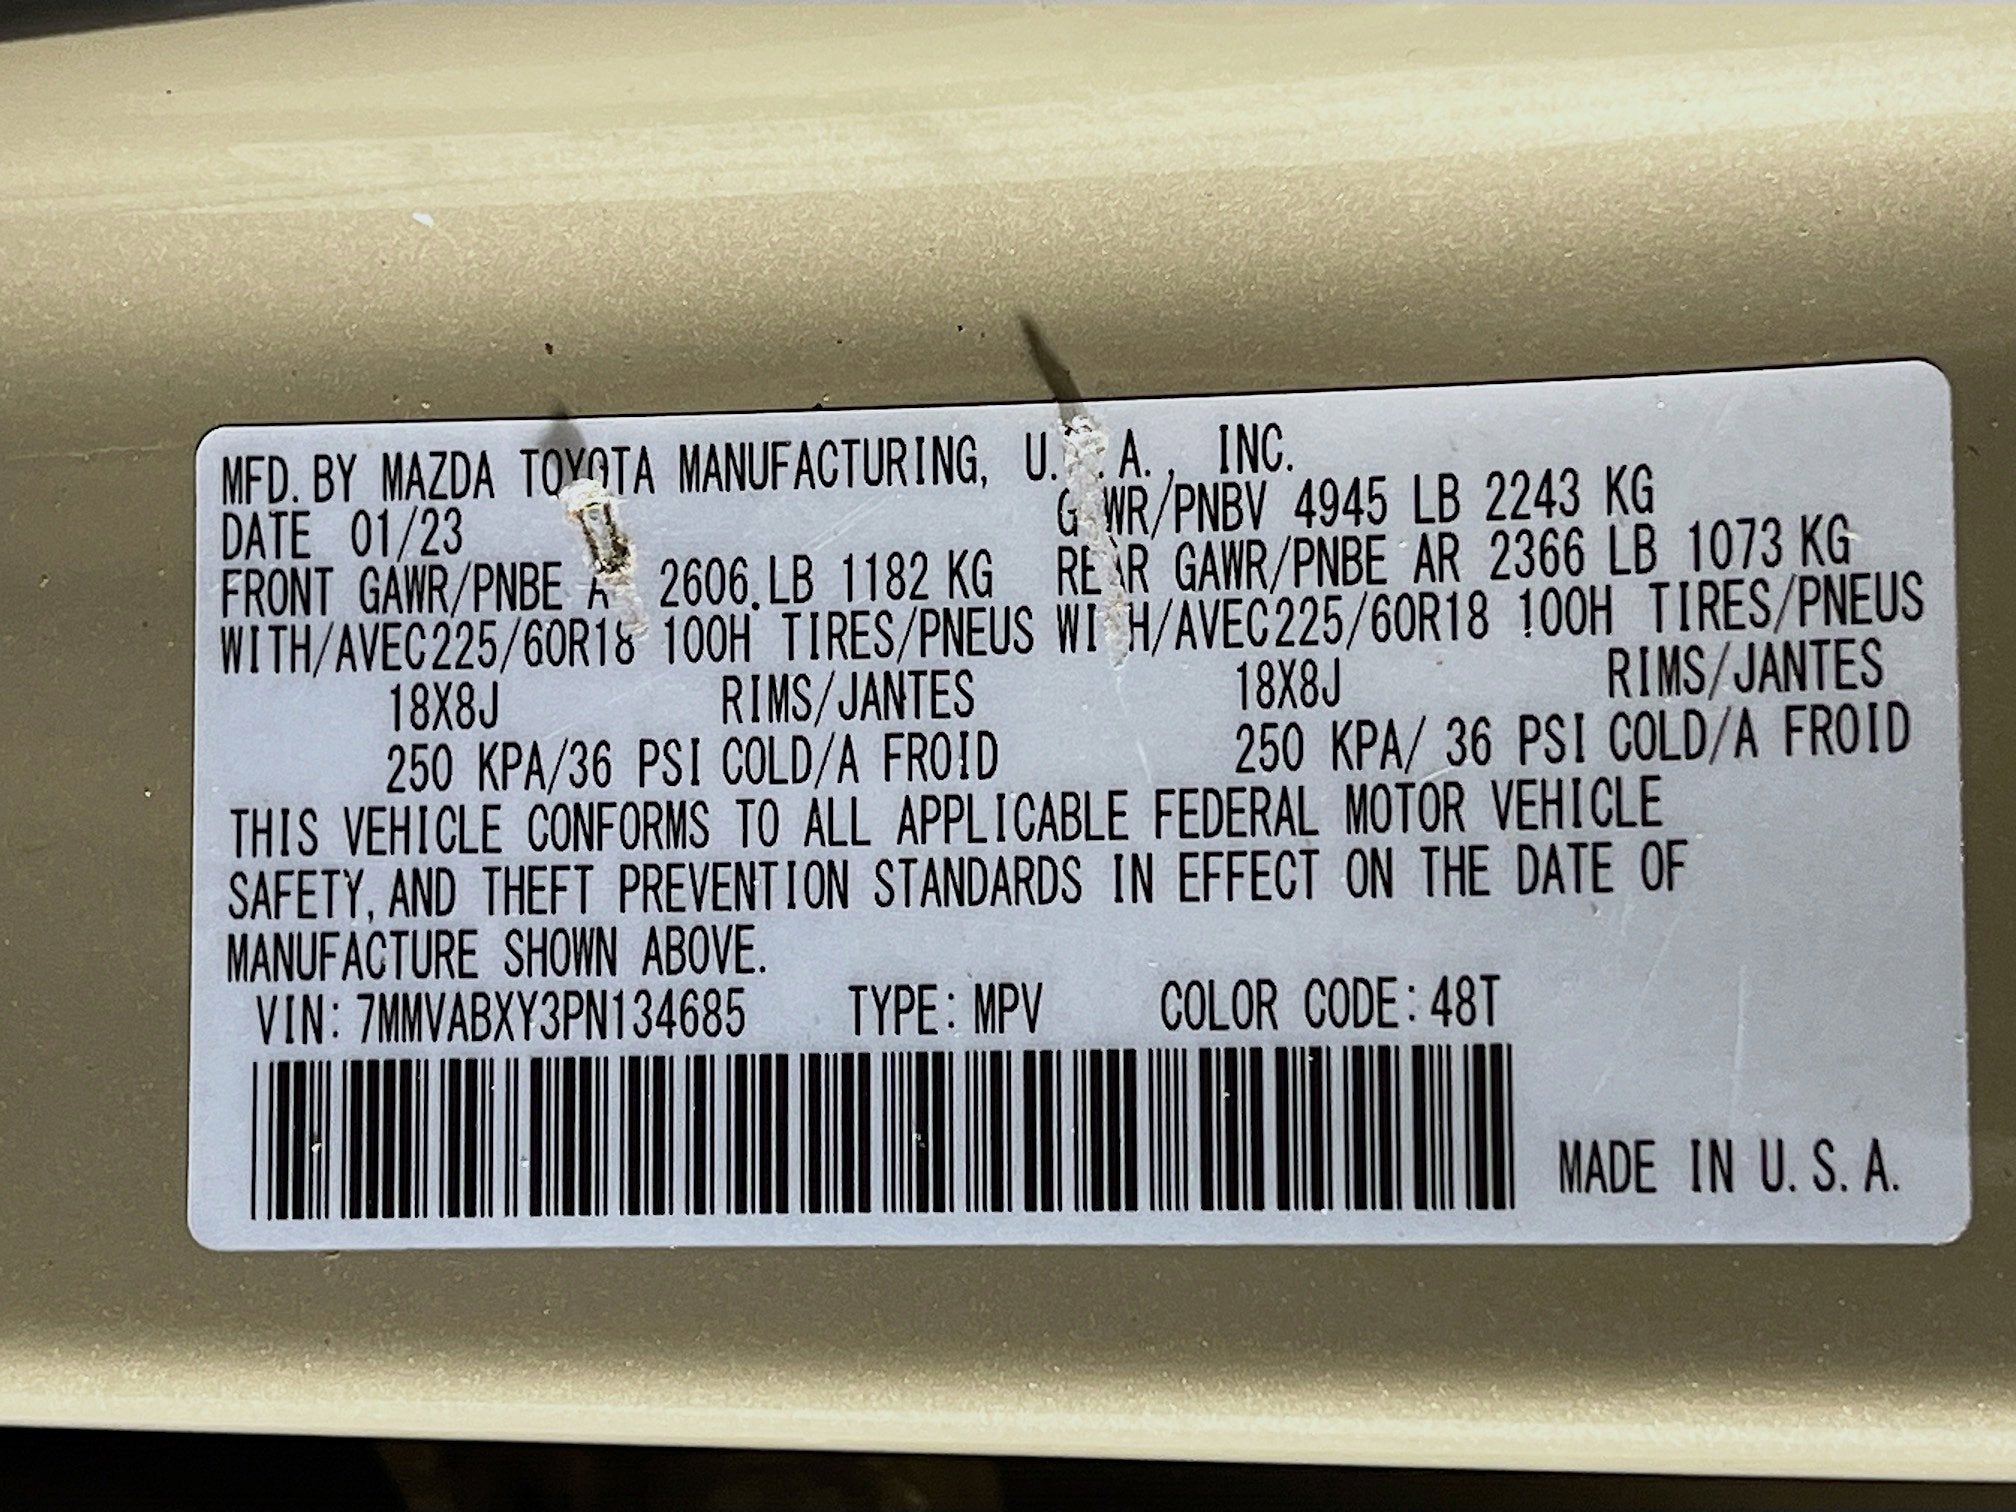 MFD. BY MAZDA TOYOTA MANUFACTURING, U. A., INC.
DATE 01/23 GVWR/PNBV 4945 LB 2243 KG
FRONT GAWR/PNBE AV 2606.LB 1182 KG REAR GAWR/PNBE AR 2366 LB 1073 KG
WITH/AVEC225/60R18 100H TIRES/PNEUS WITH/AVEC225/60R18 100H TIRES/PNEUS
18X8J RIMS/JANTES 18X8J RIMS/JANTES
250 KPA/36 PSI COLD/A FROID 250 KPA/ 36 PSI COLD/A FROID
THIS VEHICLE CONFORMS TO ALL APPLICABLE FEDERAL MOTOR VEHICLE
SAFETY, AND THEFT PREVENTION STANDARDS IN EFFECT ON THE DATE OF
MANUFACTURE SHOWN ABOVE.
VIN: 7MMVABXY3PN134685 TYPE: MPV COLOR CODE: 48T
MADE IN U. S. A.